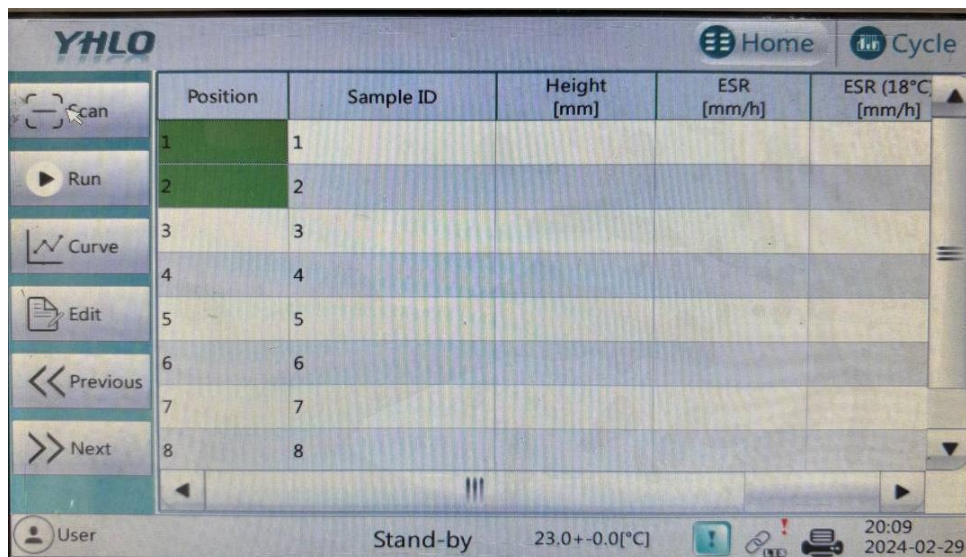 YHLO
Home
Cycle
Scan
Run
Curve
Edit
Previous
Next
Position Sample ID Height [mm] ESR [mm/h] ESR (18°C [mm/h]
1 1
2 2
3 3
4 4
5 5
6 6
7 7
8 8
User Stand-by 23.0+-0.0[°C] 20:09
2024-02-29